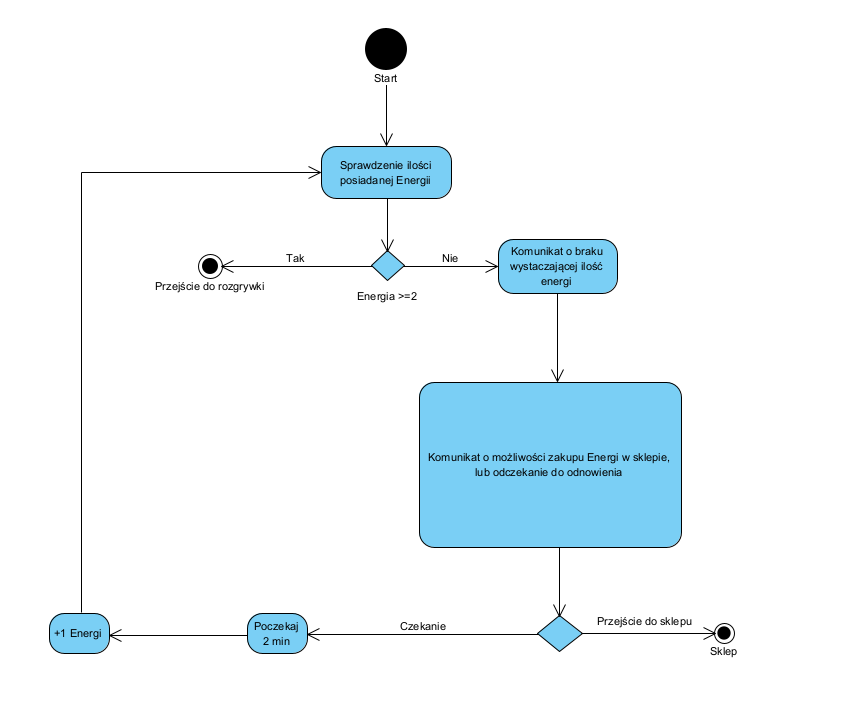 Start
Sprawdzenie ilości
posiadanej Energii
Tak
Nie
Komunikat o braku
wystaczającej ilość
energi
Przejście do rozgrywki
Energia >=2
Komunikat o możliwości zakupu Energi w sklepie,
lub odczekanie do odnowienia
Czekanie
Przejście do sklepu
Poczekaj
2 min
+1 Energi
Sklep